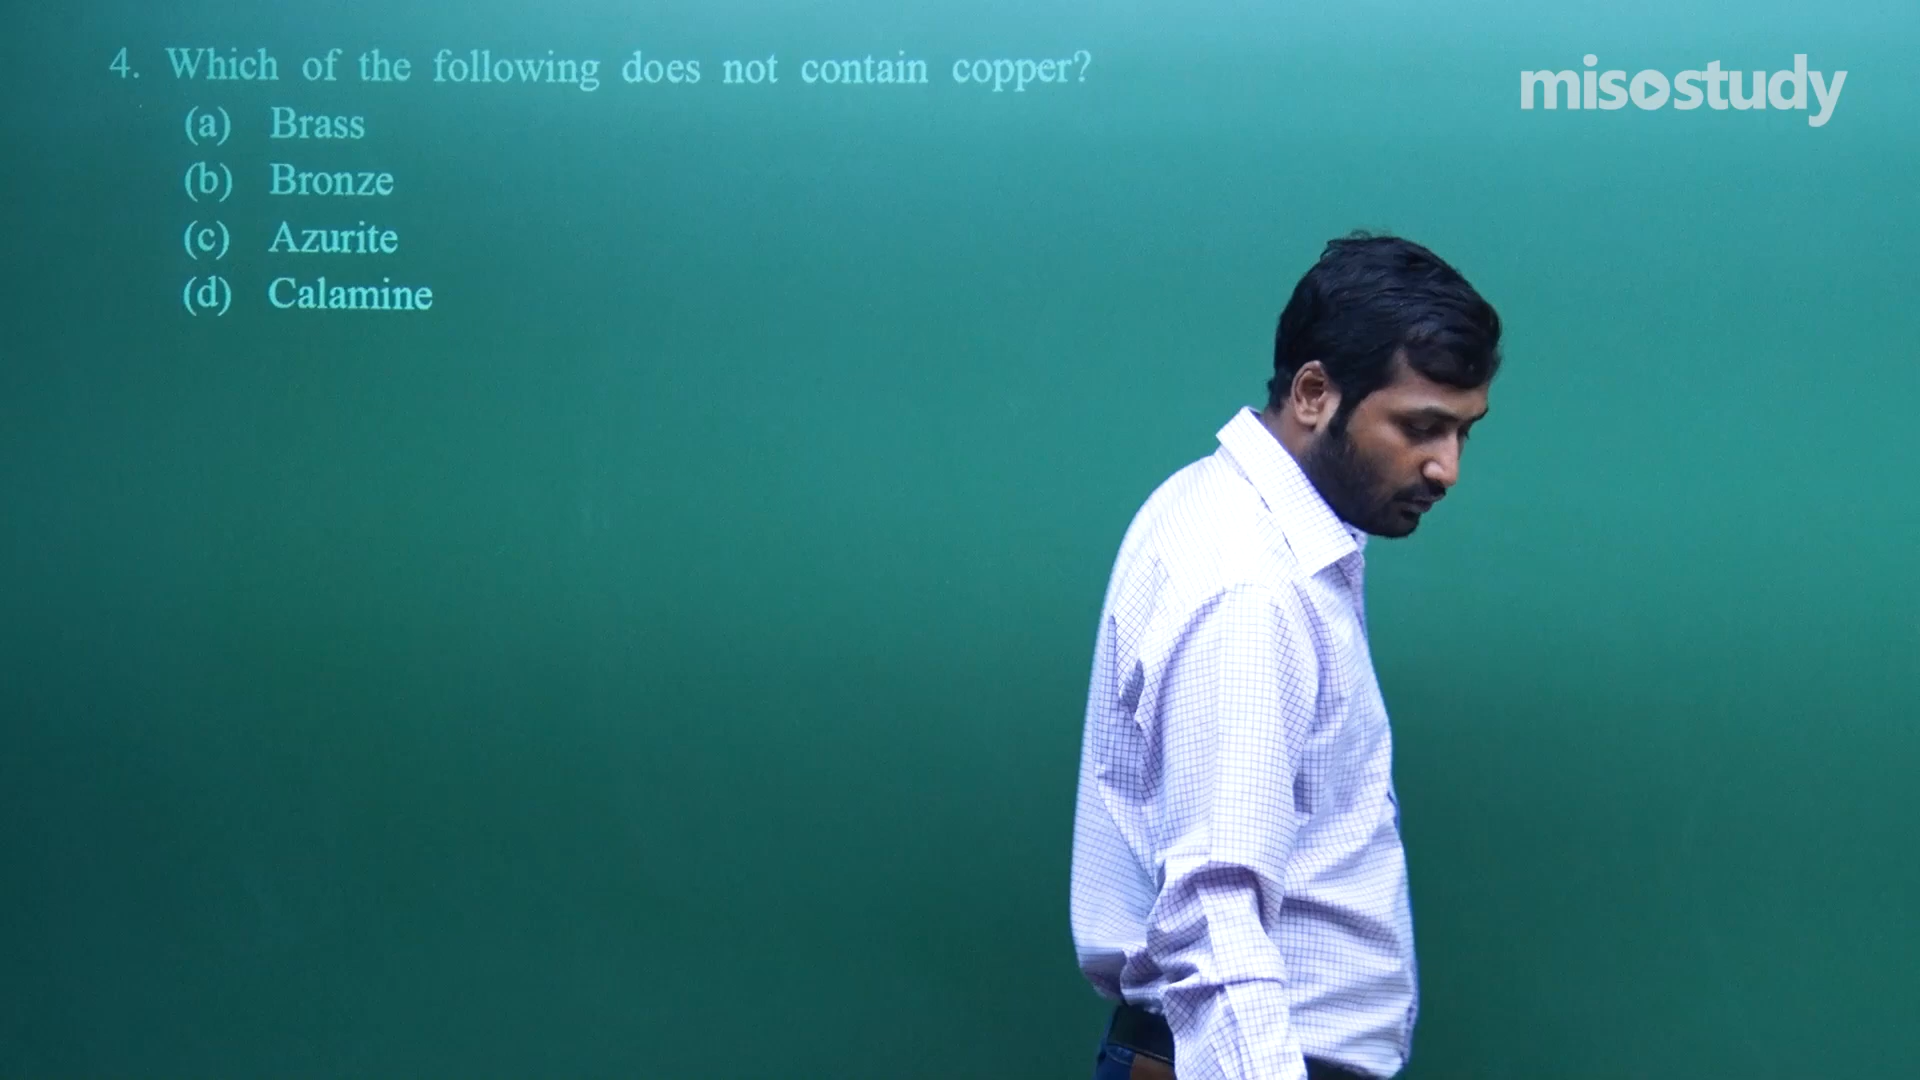 4. Which of the following does not contain copper?
(a) Brass
(b) Bronze
(c) Azurite
(d) Calamine
misostudy